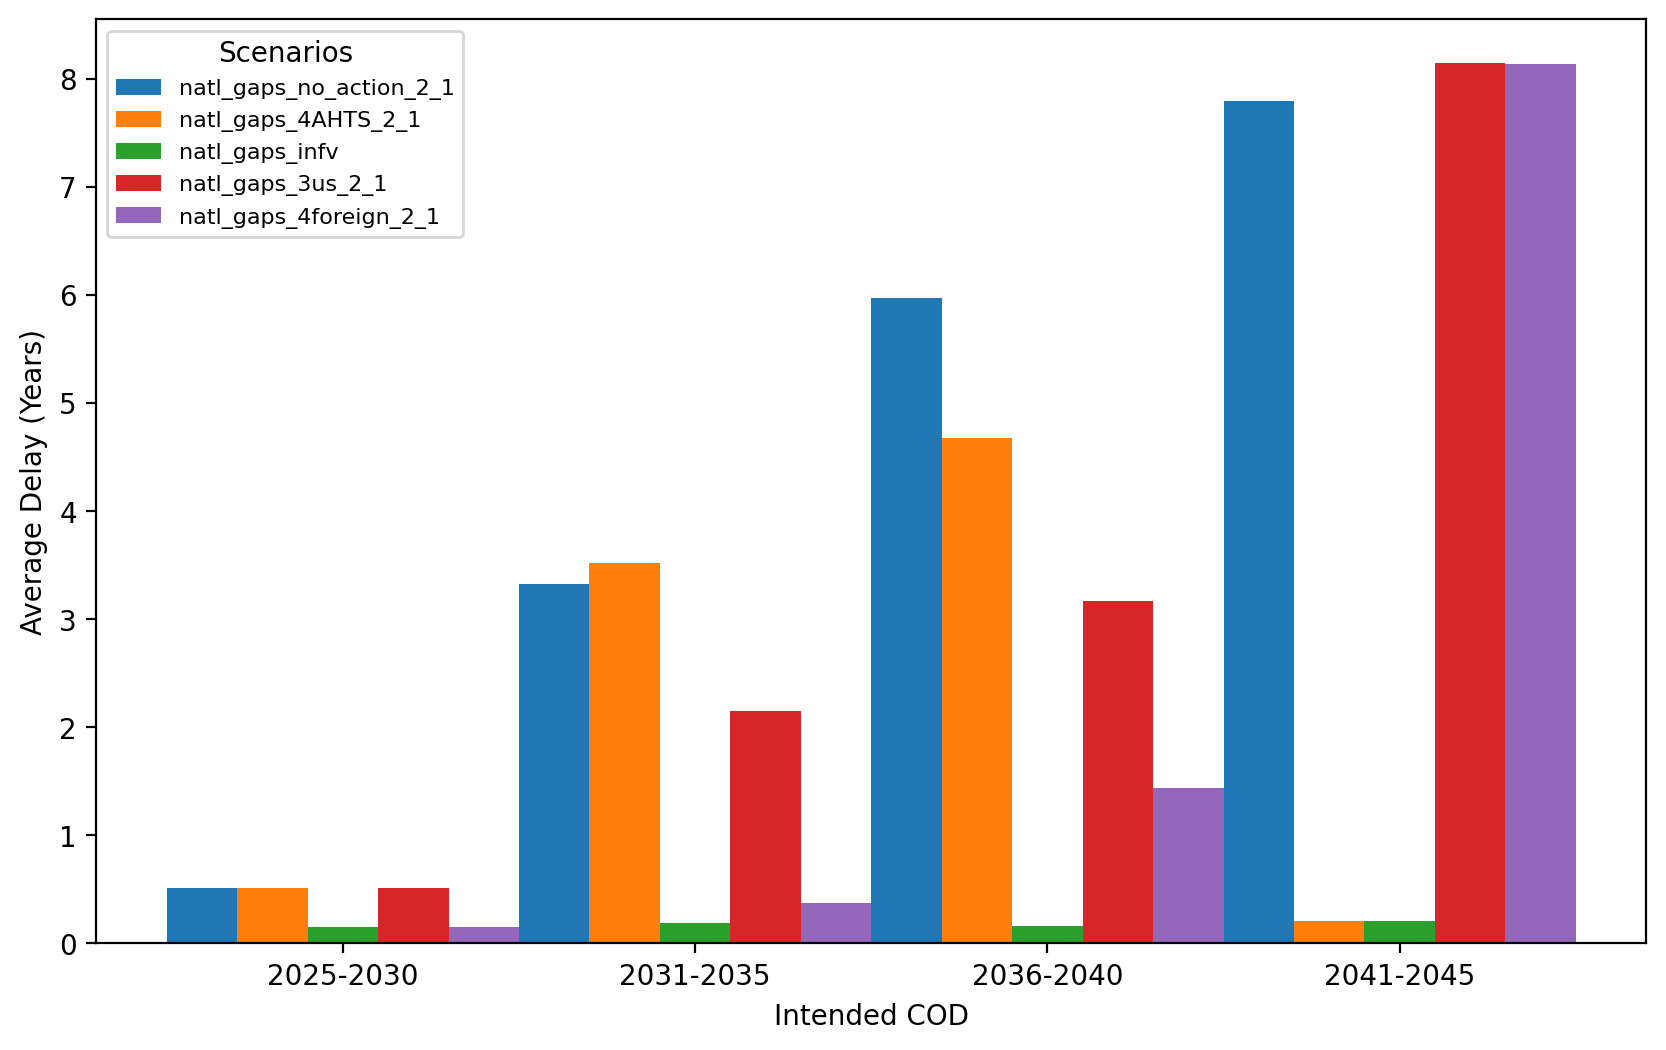 Scenarios
natl_gaps_no_action_2_1
natl_gaps_4AHTS_2_1
natl_gaps_infv
natl_gaps_3us_2_1
natl_gaps_4foreign_2_1
Average Delay (Years)
8
7
6
5
4
3
2
1
0
2025-2030 2031-2035 2036-2040 2041-2045
Intended COD